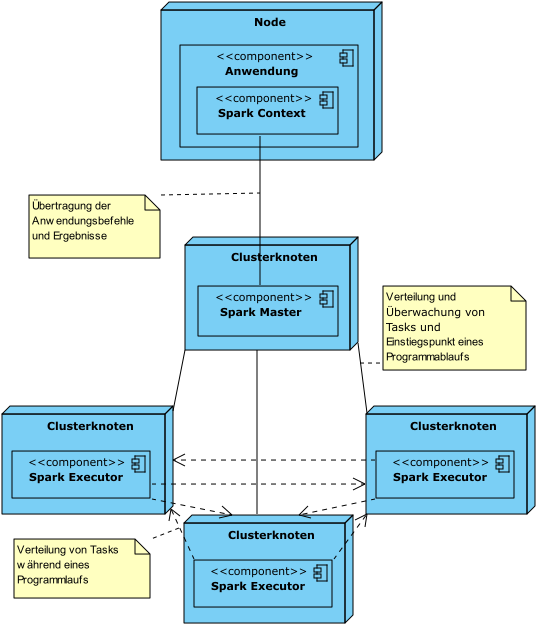 Node
<<component>>
Anwendung
<<component>>
Spark Context
Übertragung der
Anwendungsbefehle
und Ergebnisse
Clusterknoten
<<component>>
Spark Master
Verteilung und
Überwachung von
Tasks und
Einstiegspunkt eines
Programmablaufs
Clusterknoten
<<component>>
Spark Executor
Clusterknoten
<<component>>
Spark Executor
Clusterknoten
<<component>>
Spark Executor
Verteilung von Tasks
während eines
Programmlaufs